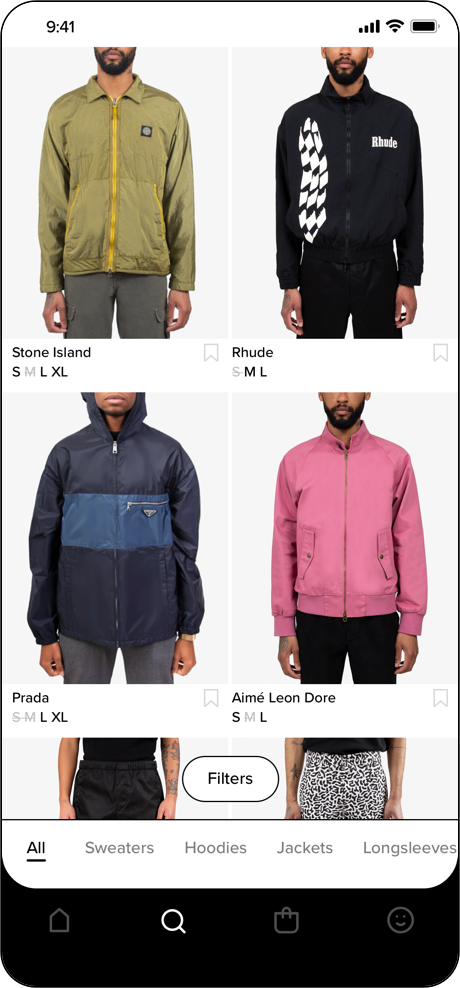 9:41
Rhude
Stone Island
S M L XL
Rhude
S M L
Prada
S M L XL
Aimé Leon Dore
S M L
Filters
All Sweaters Hoodies Jackets Longsleeves